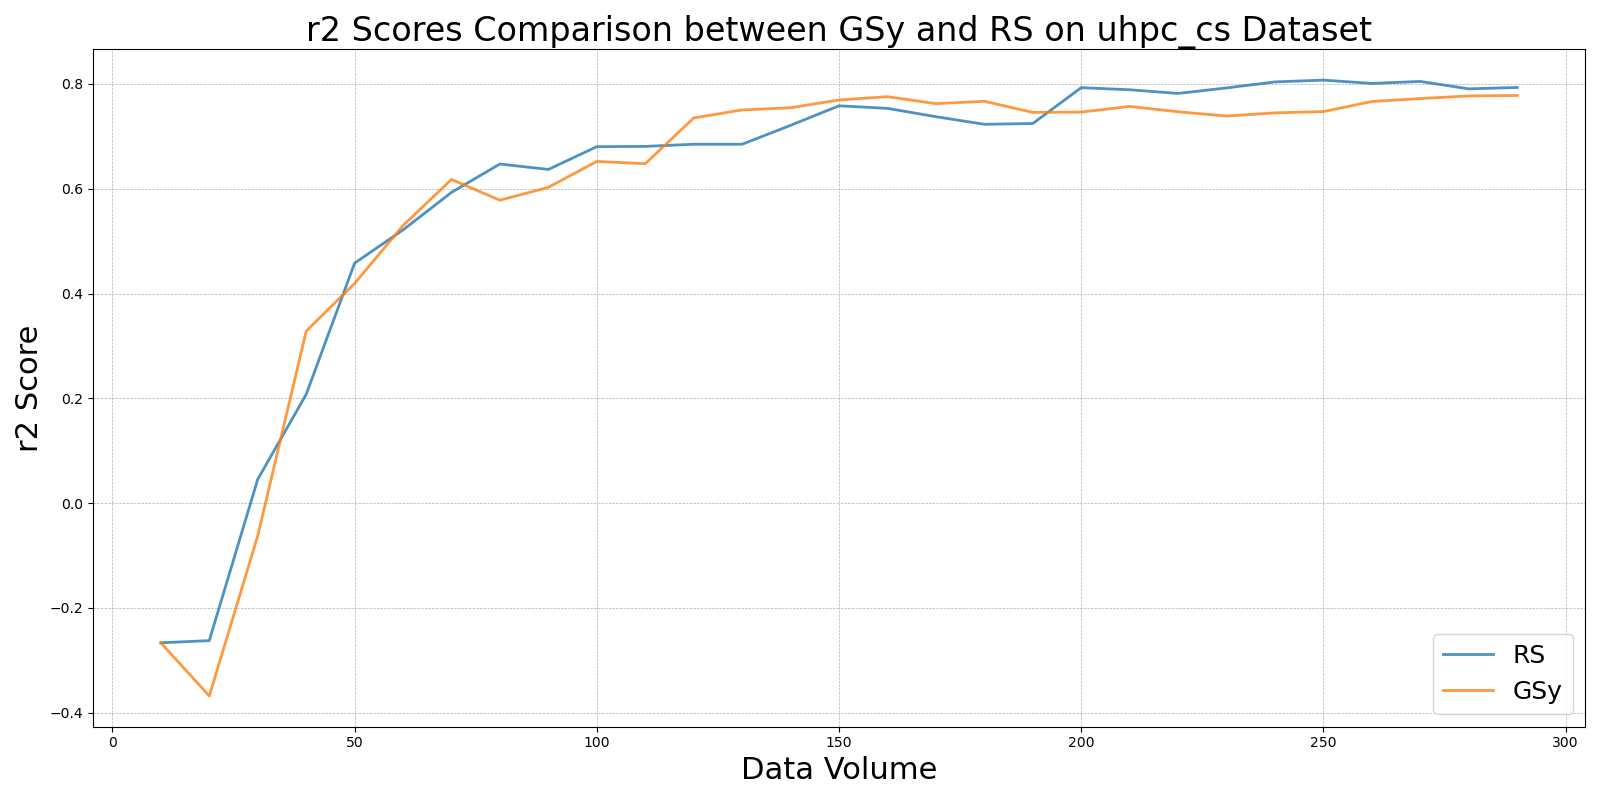 r2 Scores Comparison between GSy and RS on uhpc_cs Dataset
r2 Score
0.8
0.6
0.4
0.2
0.0
−0.2
−0.4
0 50 100 150 200 250 300
Data Volume
RS
GSy